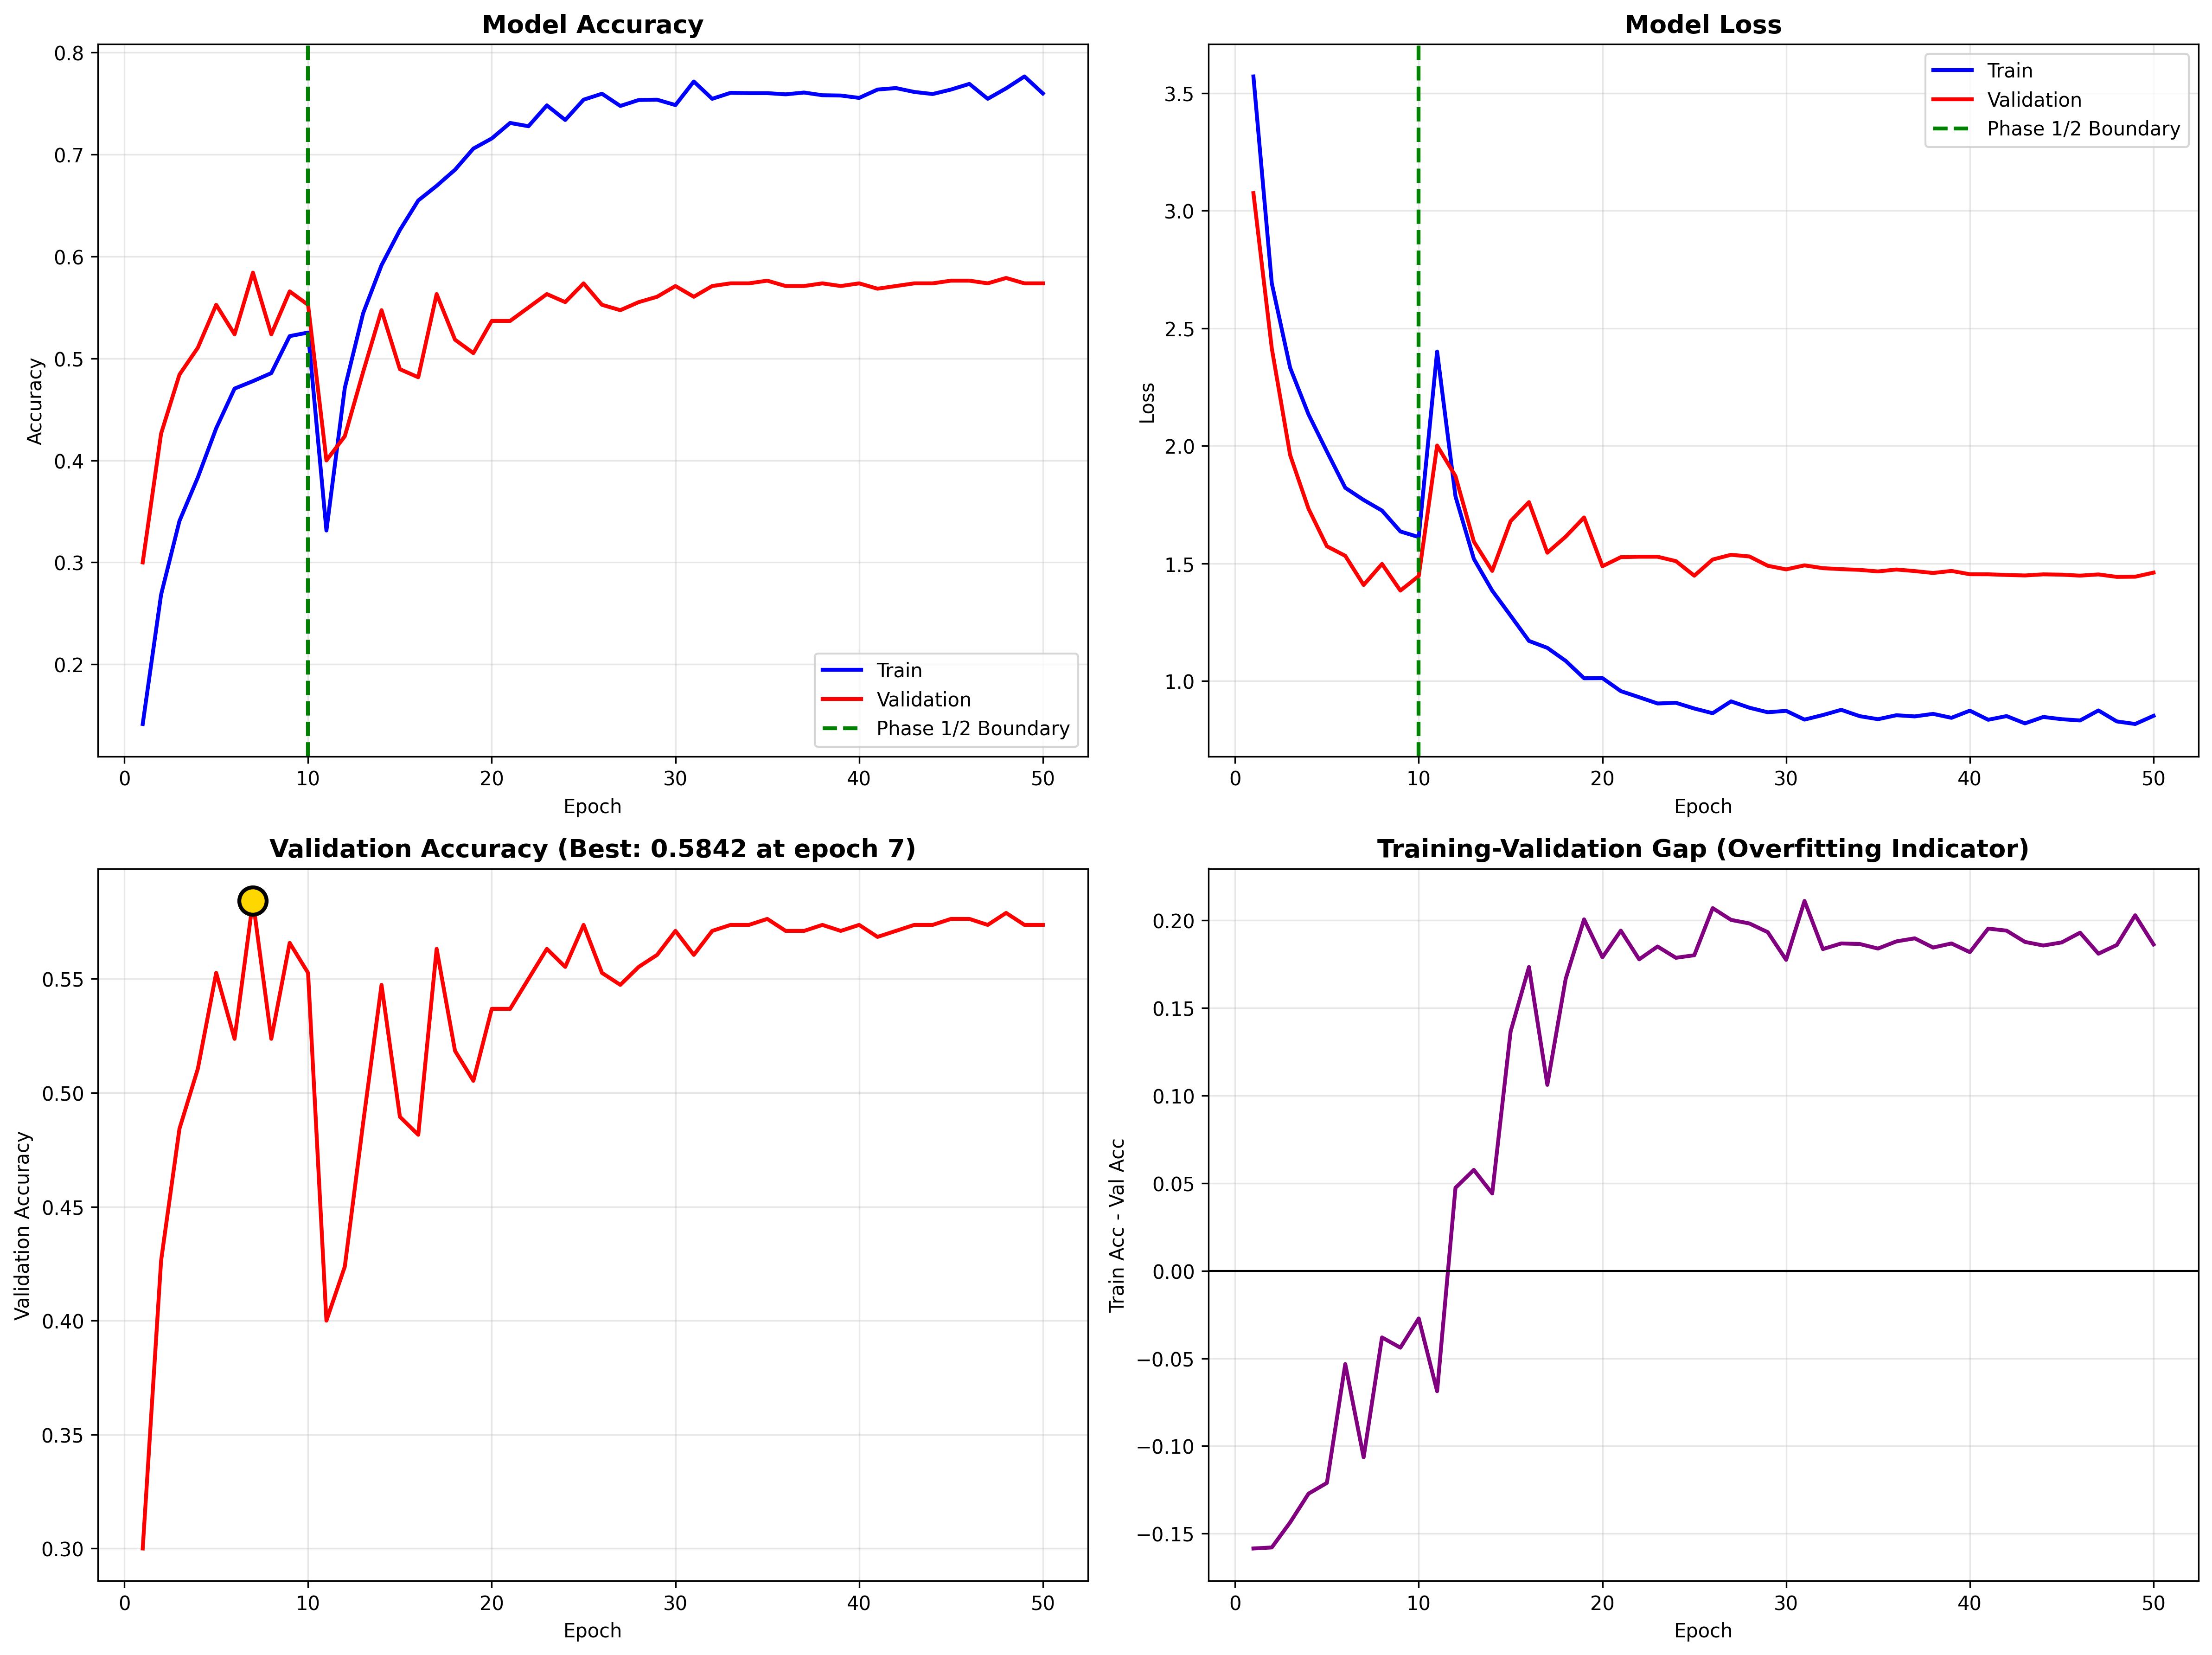 Model Accuracy
0.8
0.7
0.6
0.5
0.4
0.3
0.2
Accuracy
Train
Validation
Phase 1/2 Boundary
0 10 20 30 40 50
Epoch
Model Loss
3.5
3.0
2.5
2.0
1.5
1.0
Loss
Train
Validation
Phase 1/2 Boundary
0 10 20 30 40 50
Epoch
Validation Accuracy (Best: 0.5842 at epoch 7)
0.55
0.50
0.45
0.40
0.35
0.30
Validation Accuracy
0 10 20 30 40 50
Epoch
Training-Validation Gap (Overfitting Indicator)
0.20
0.15
0.10
0.05
0.00
−0.05
−0.10
−0.15
Train Acc - Val Acc
0 10 20 30 40 50
Epoch